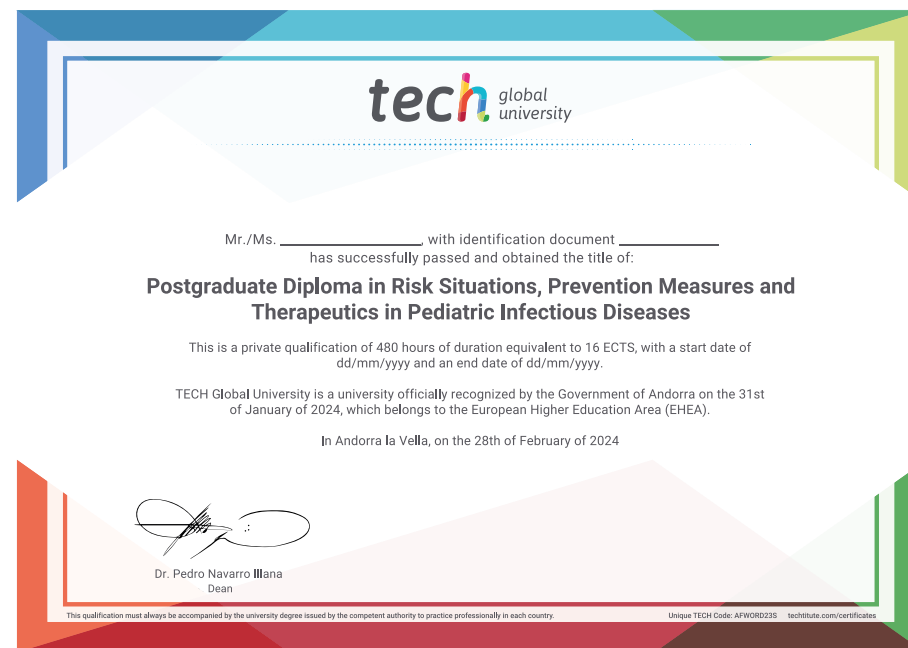 tech global
university
Mr./Ms. ____________, with identification document ____________
has successfully passed and obtained the title of:
Postgraduate Diploma in Risk Situations, Prevention Measures and
Therapeutics in Pediatric Infectious Diseases
This is a private qualification of 480 hours of duration equivalent to 16 ECTS, with a start date of
dd/mm/yyyy and an end date of dd/mm/yyyy.
TECH Global University is a university officially recognized by the Government of Andorra on the 31st
of January of 2024, which belongs to the European Higher Education Area (EHEA).
In Andorra la Vella, on the 28th of February of 2024
Dr. Pedro Navarro Illana
Dean
This qualification must always be accompanied by the university degree issued by the competent authority to practice professionally in each country. Unique TECH Code: AFWORD23S techtitute.com/certificates